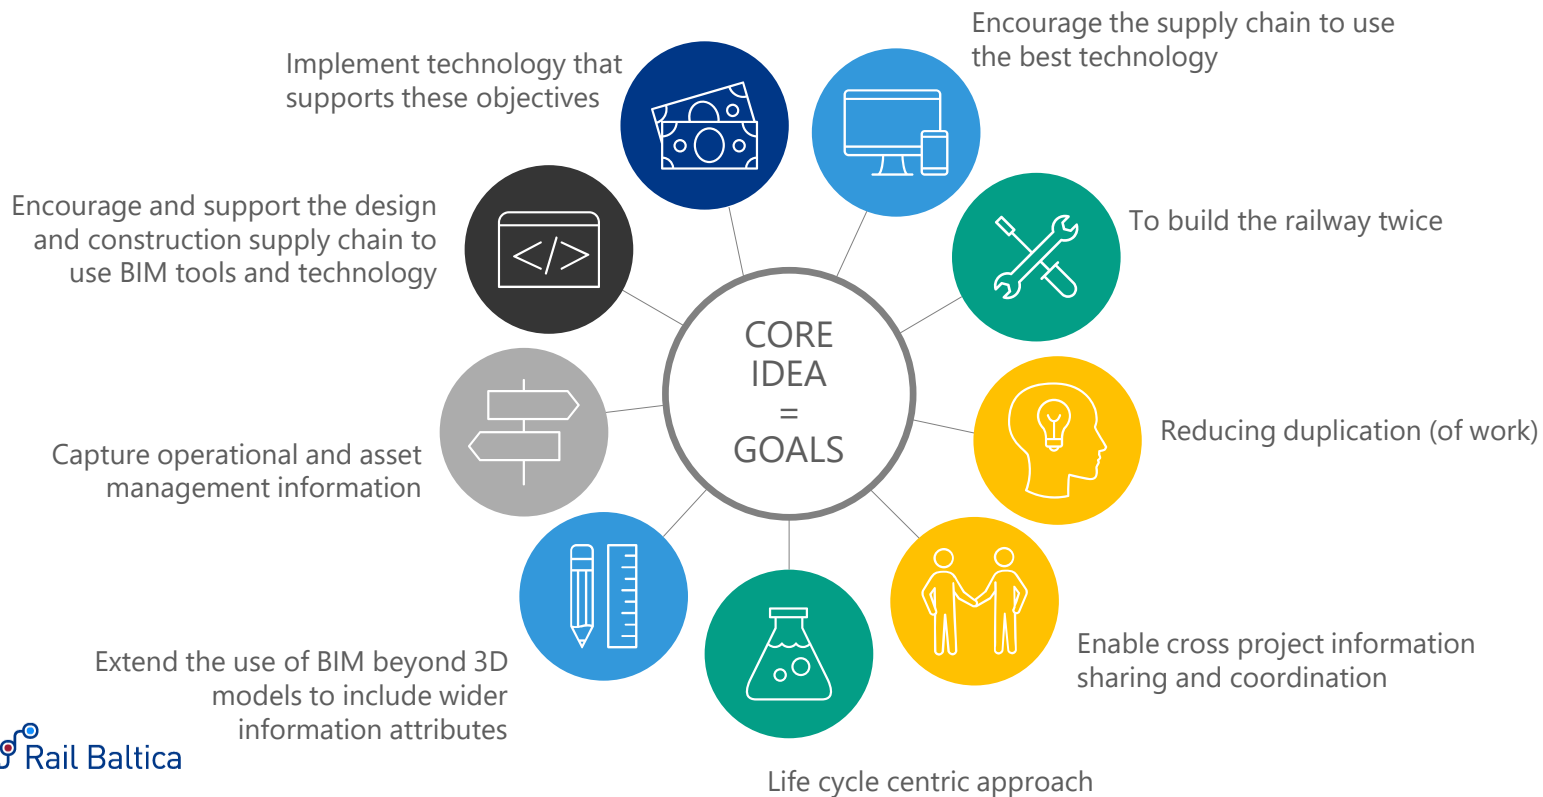 Encourage the supply chain to use
the best technology
Implement technology that
supports these objectives
Encourage and support the design
and construction supply chain to
use BIM tools and technology
</>
To build the railway twice
CORE
IDEA
=
GOALS
Reducing duplication (of work)
Capture operational and asset
management information
Enable cross project information
sharing and coordination
Extend the use of BIM beyond 3D
models to include wider
information attributes
Rail Baltica
Life cycle centric approach